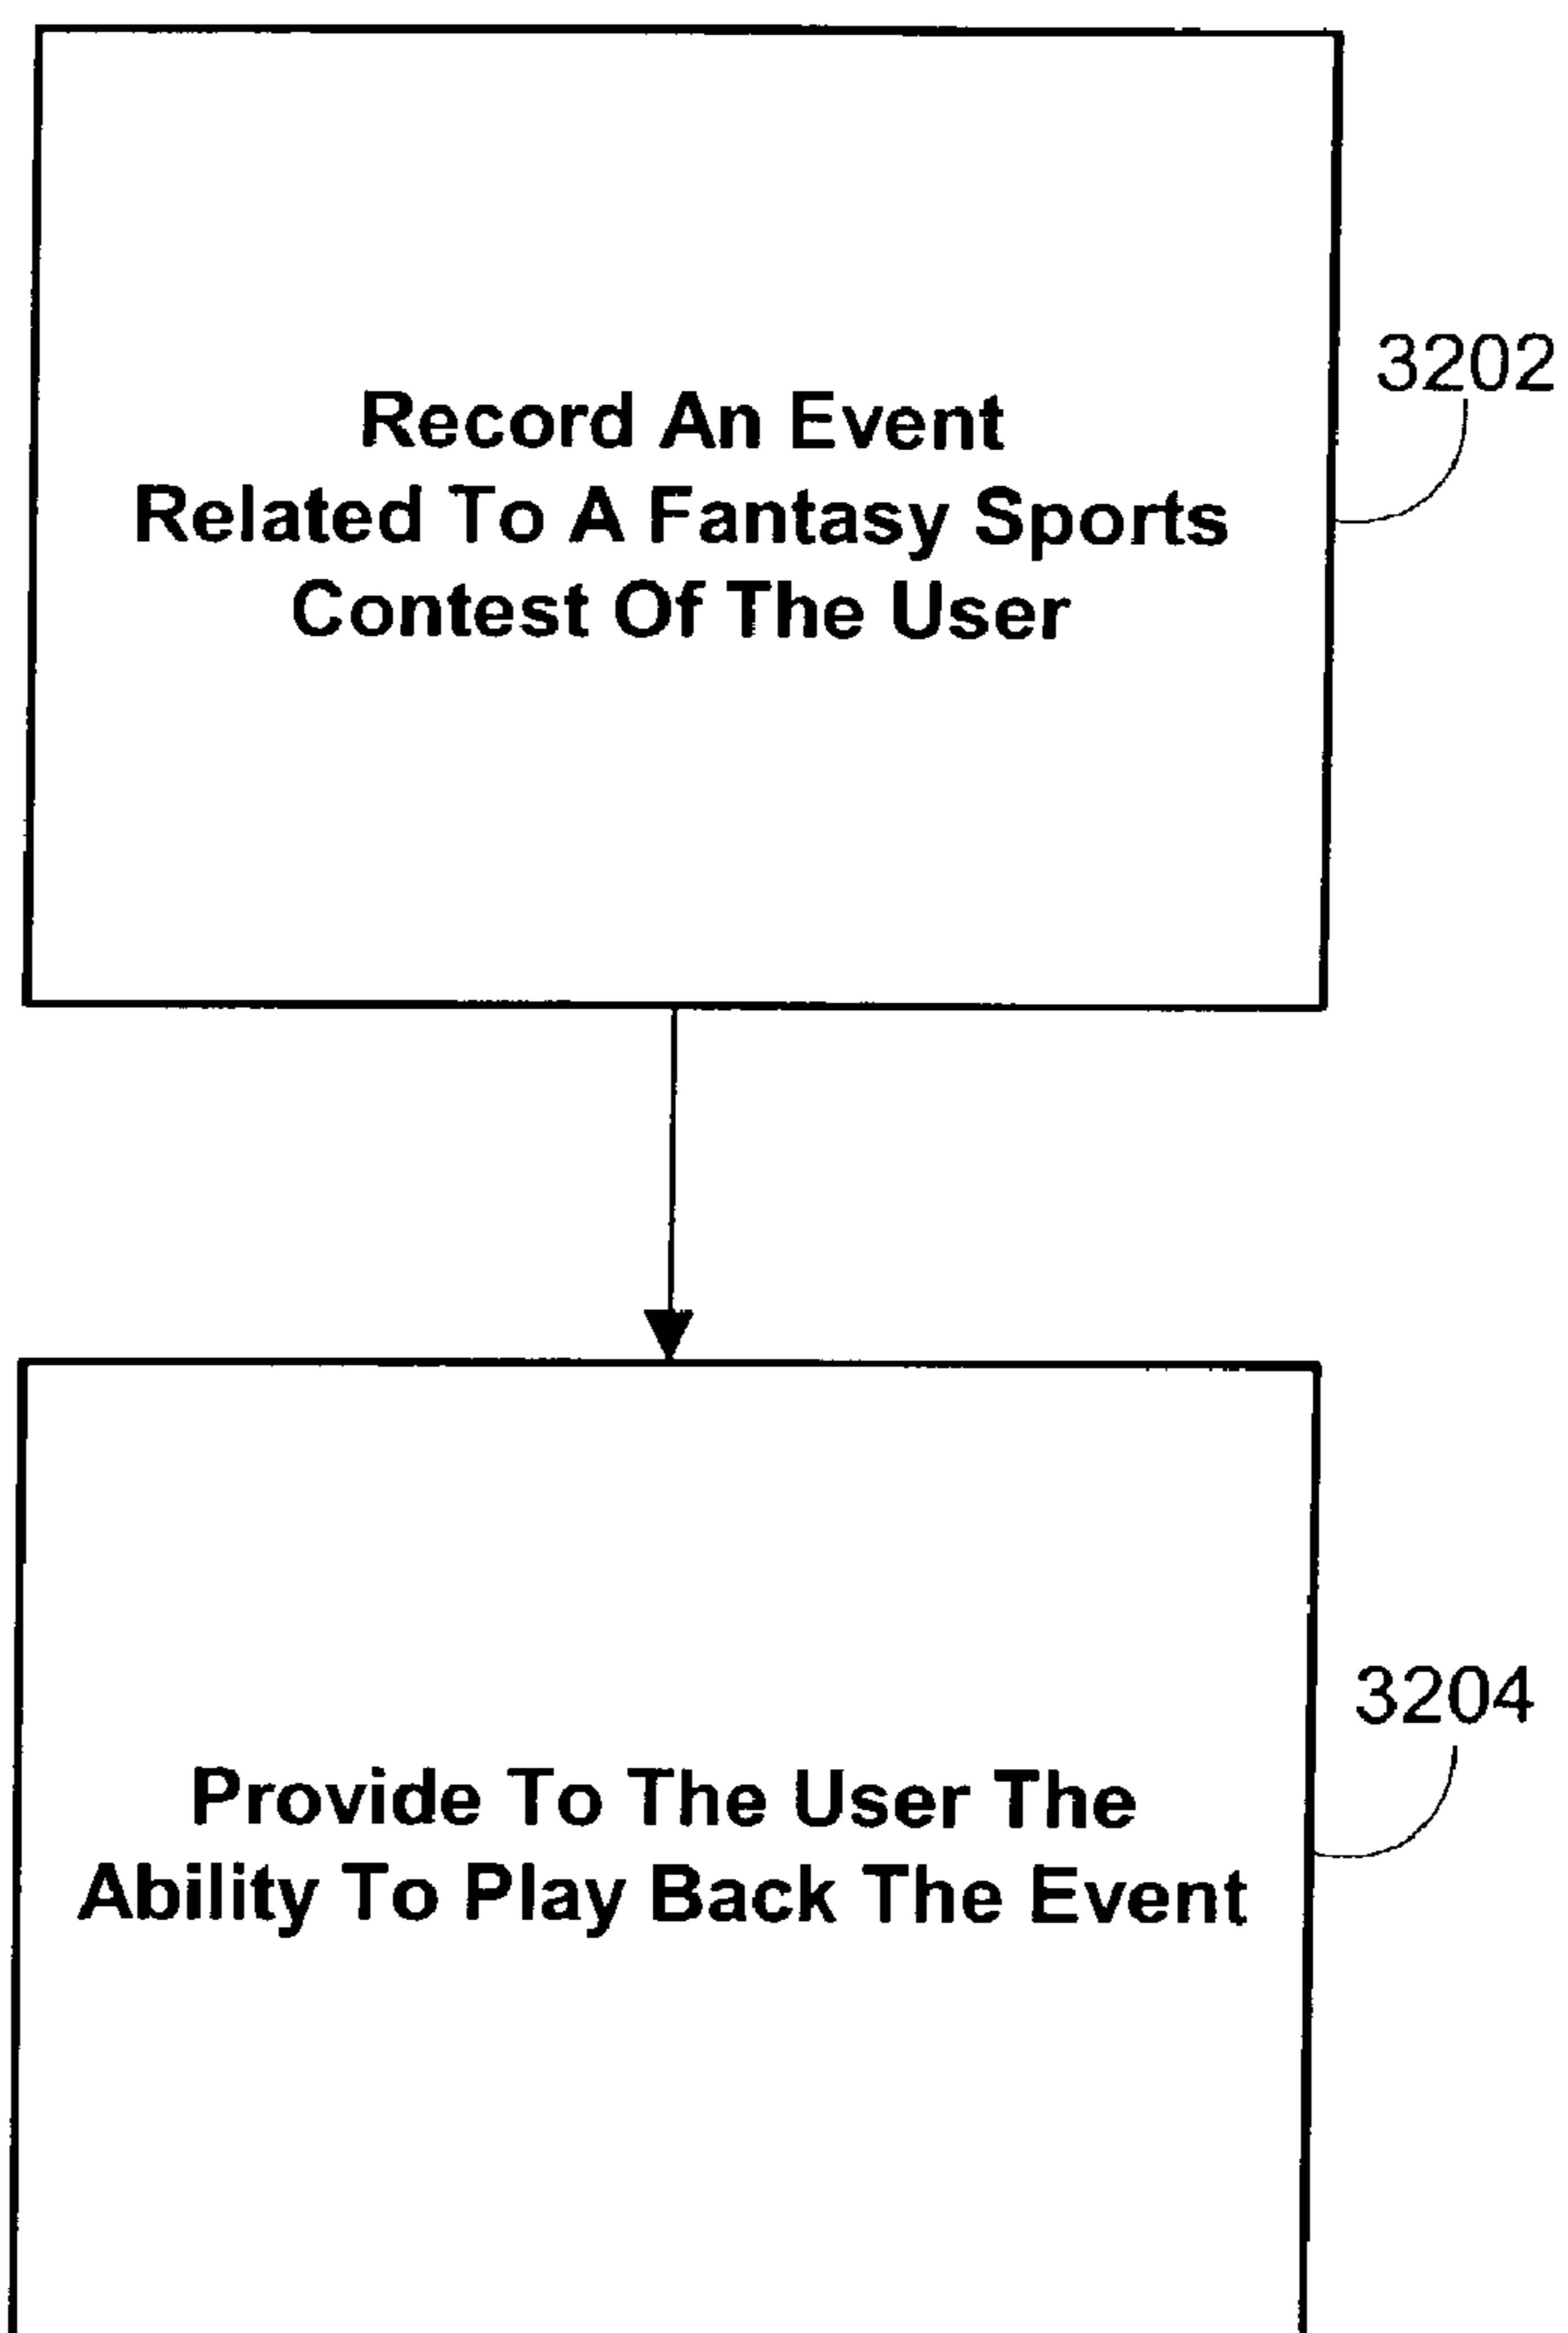 Record An Event
Related To A Fantasy Sports
Contest Of The User
3202
Provide To The User The
Ability To Play Back The Event
3204